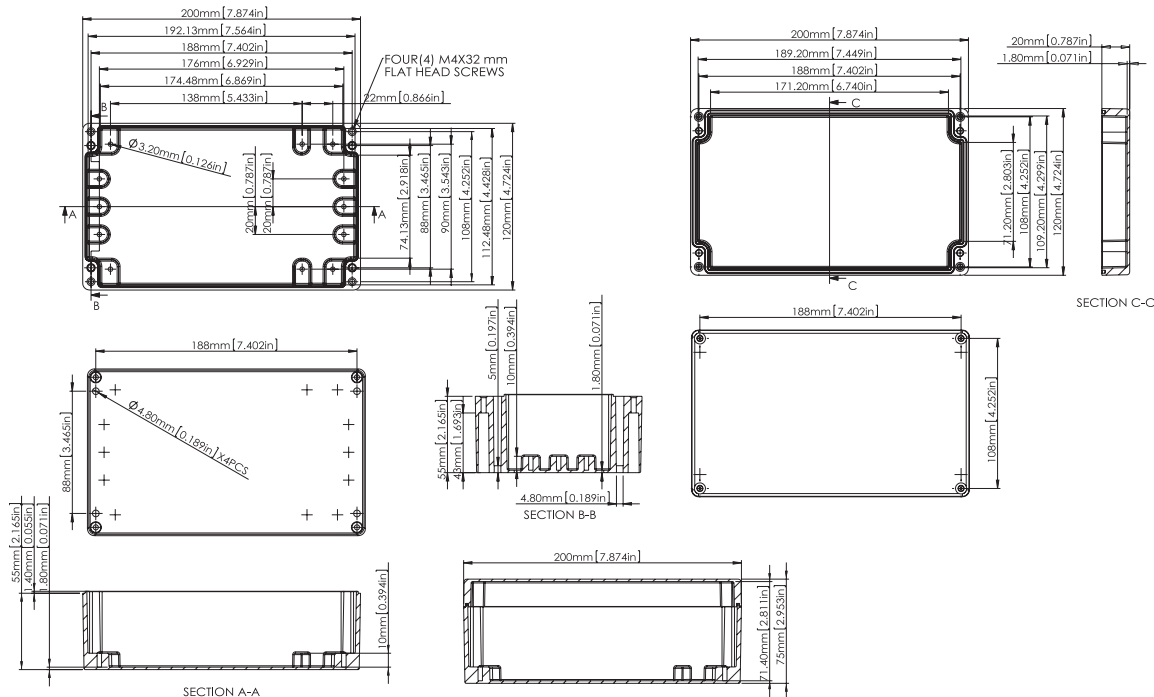 200mm[7.874in]
192.13mm[7.564in]
188mm[7.402in]
176mm[6.929in]
174.48mm[6.869in]
138mm[5.433in]
22mm[0.866in]
FOUR(4) M4X32 mm
FLAT HEAD SCREWS
B
Ø3.20mm[0.126in]
A
A
20mm[0.787in]
20mm[0.787in]
74.13mm[2.918in]
88mm[3.465in]
90mm[3.543in]
108mm[4.252in]
112.48mm[4.428in]
120mm[4.724in]
B
200mm[7.874in]
189.20mm[7.449in]
188mm[7.402in]
171.20mm[6.740in]
C
71.20mm[2.803in]
108mm[4.252in]
109.20mm[4.299in]
120mm[4.724in]
C
20mm[0.787in]
1.80mm[0.071in]
SECTION C-C
188mm[7.402in]
88mm[3.465in]
Ø4.80mm[0.189in]X4PCS
5mm[0.197in]
10mm[0.394in]
1.80mm[0.071in]
55mm[2.165in]
43mm[1.693in]
4.80mm[0.189in]
SECTION B-B
188mm[7.402in]
108mm[4.252in]
55mm[2.165in]
1.40mm[0.055in]
1.80mm[0.071in]
10mm[0.394in]
SECTION A-A
200mm[7.874in]
71.40mm[2.811in]
75mm[2.953in]